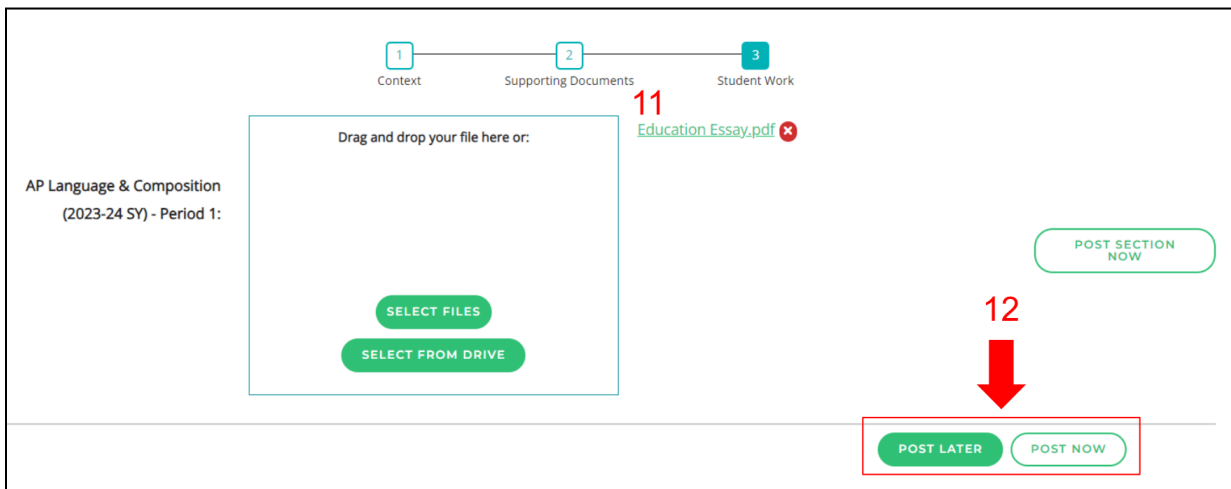 1 2 3
Context Supporting Documents Student Work
11
Drag and drop your file here or:
Education Essay.pdf
AP Language & Composition
(2023-24 SY) - Period 1:
POST SECTION
NOW
SELECT FILES
12
SELECT FROM DRIVE
POST LATER POST NOW